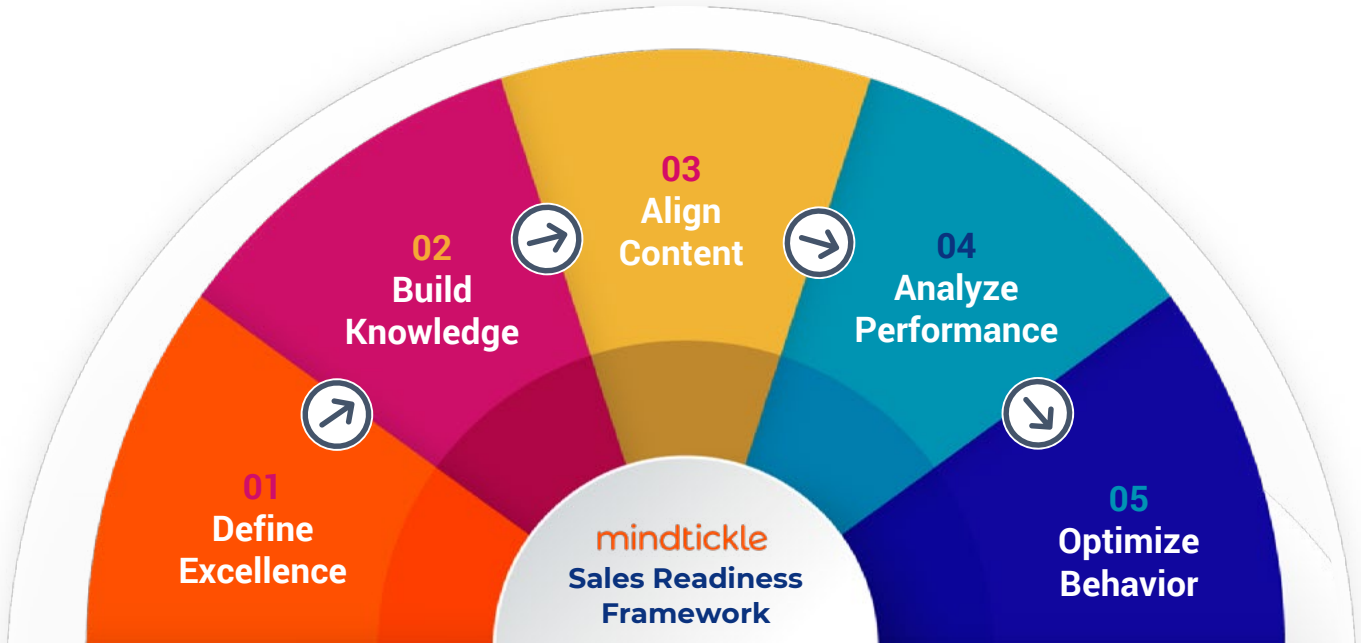 01
Define
Excellence
02
Build
Knowledge
03
Align
Content
04
Analyze
Performance
05
Optimize
Behavior
mindtickle
Sales Readiness
Framework